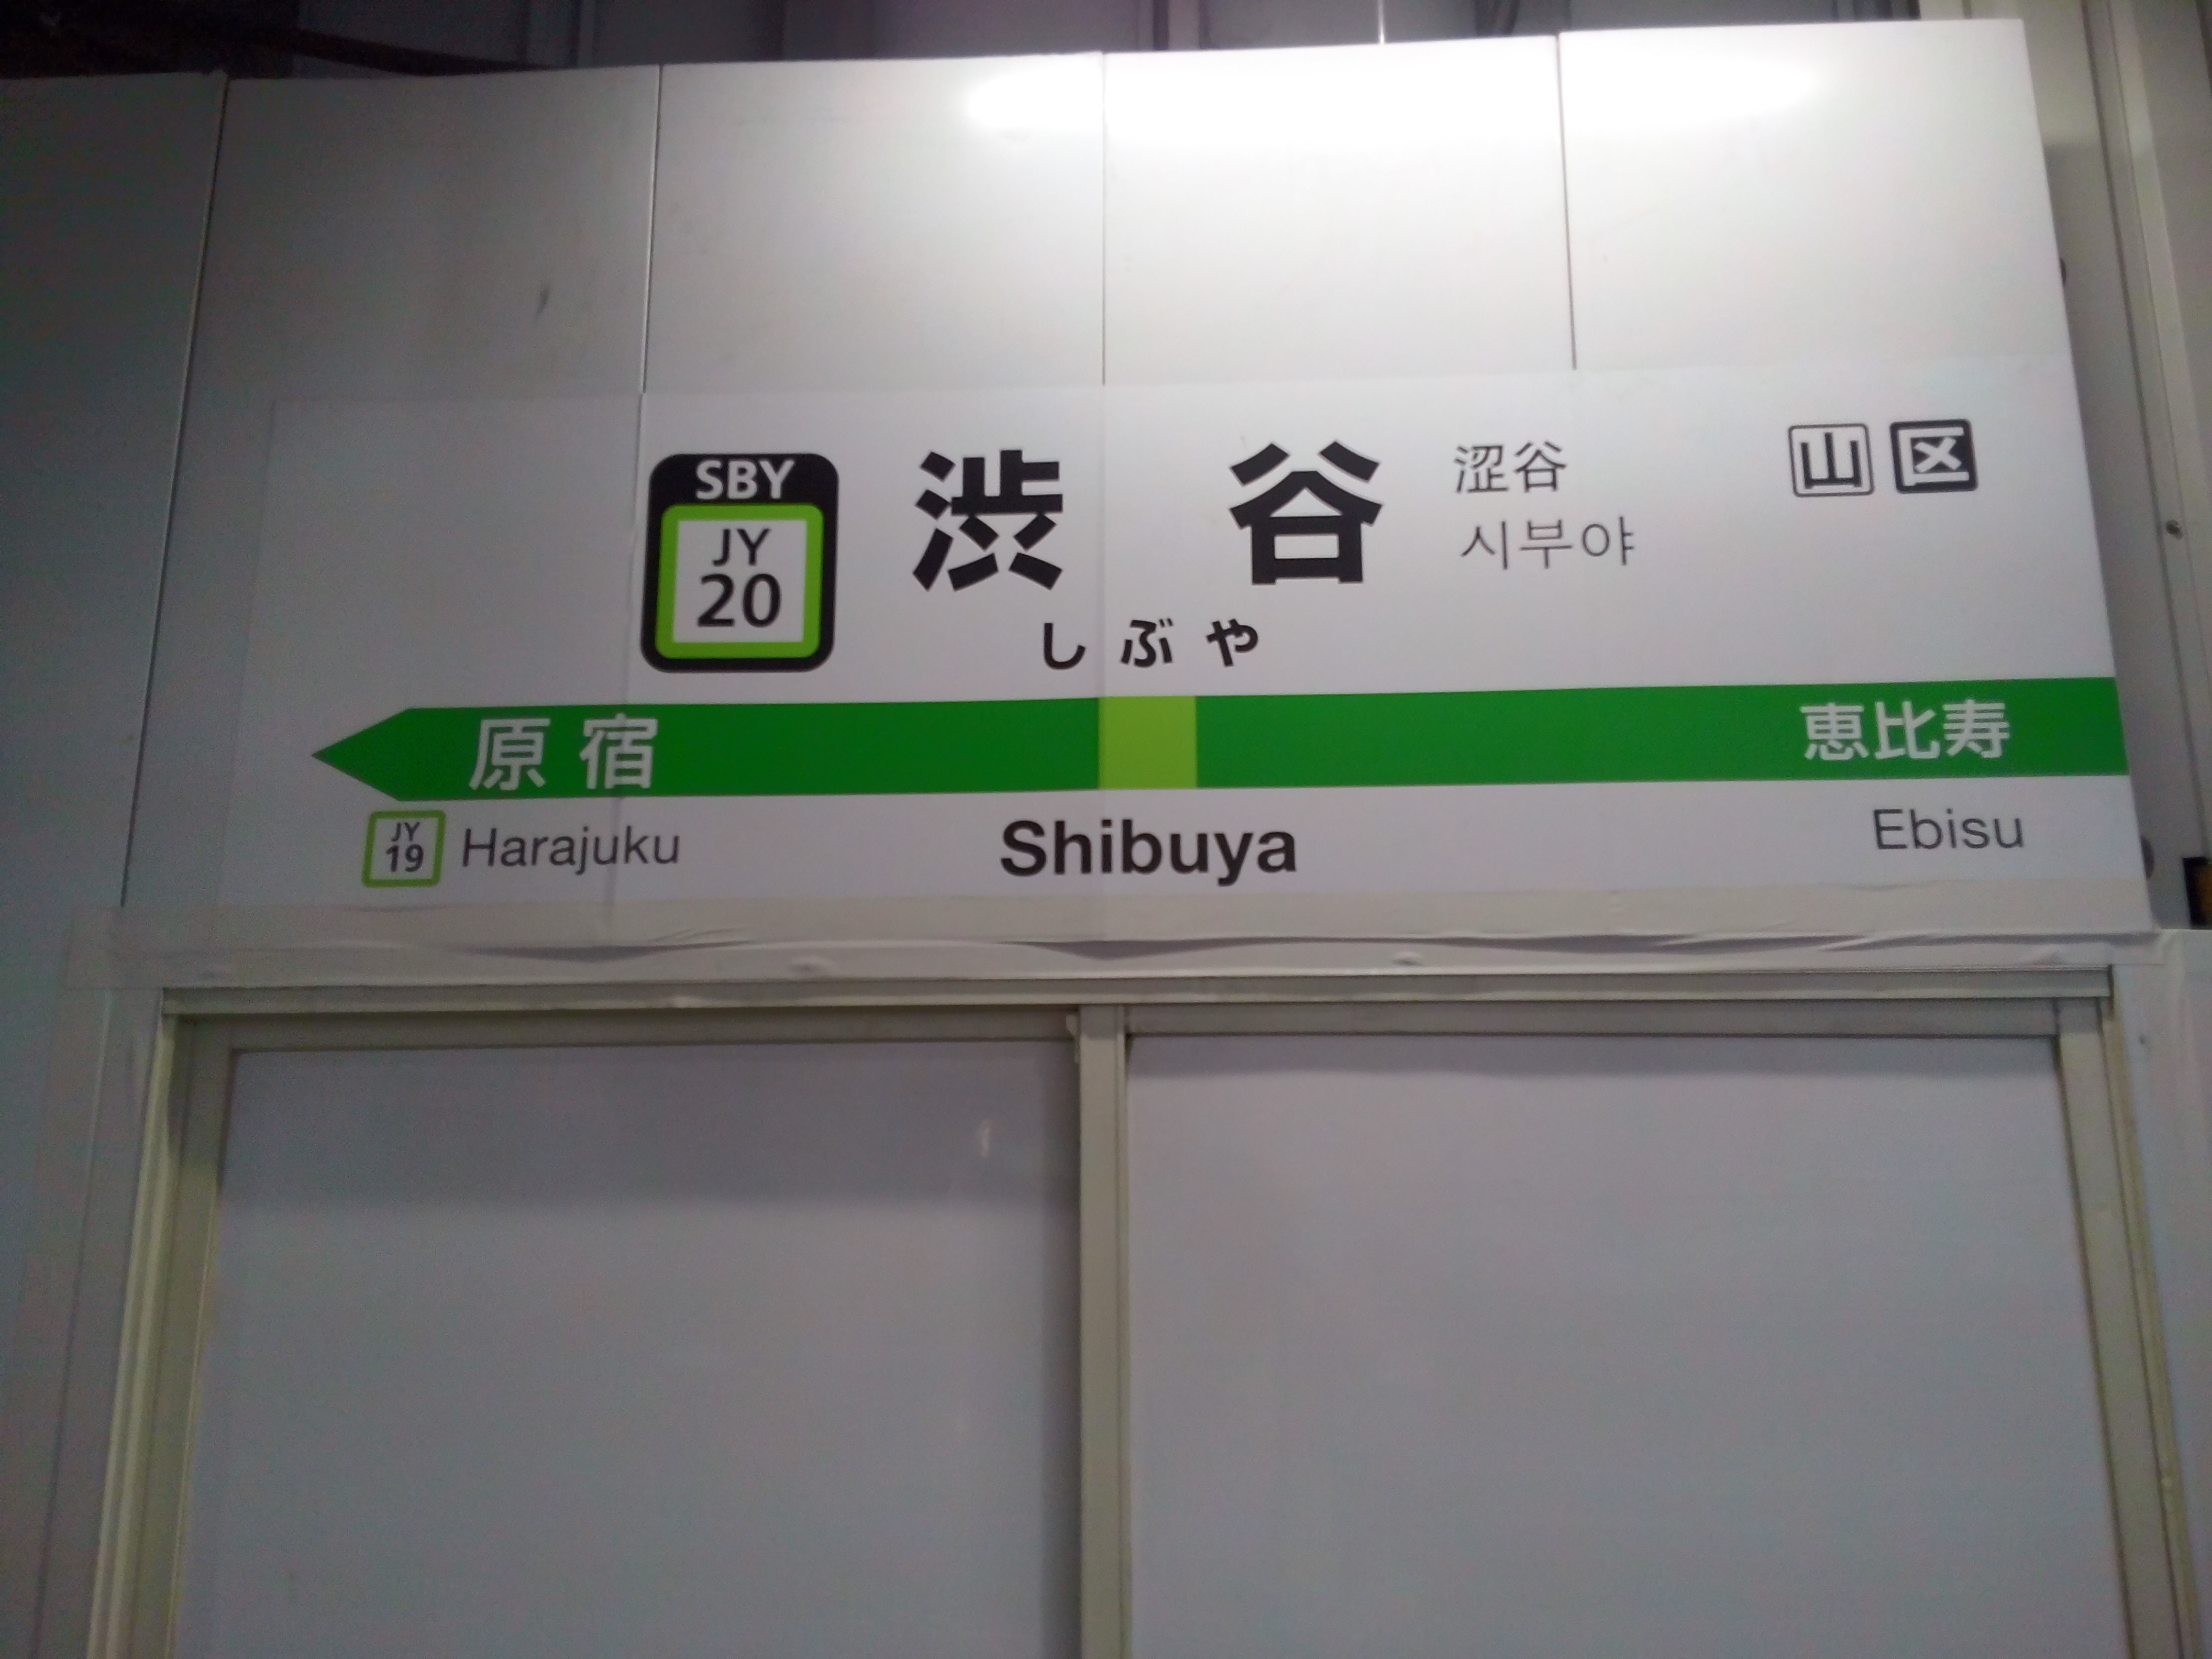 SBY
JY
20
渋谷
澀谷
시부야
山 区
しぶや
原宿
恵比寿
JY
19
Harajuku
Shibuya
Ebisu